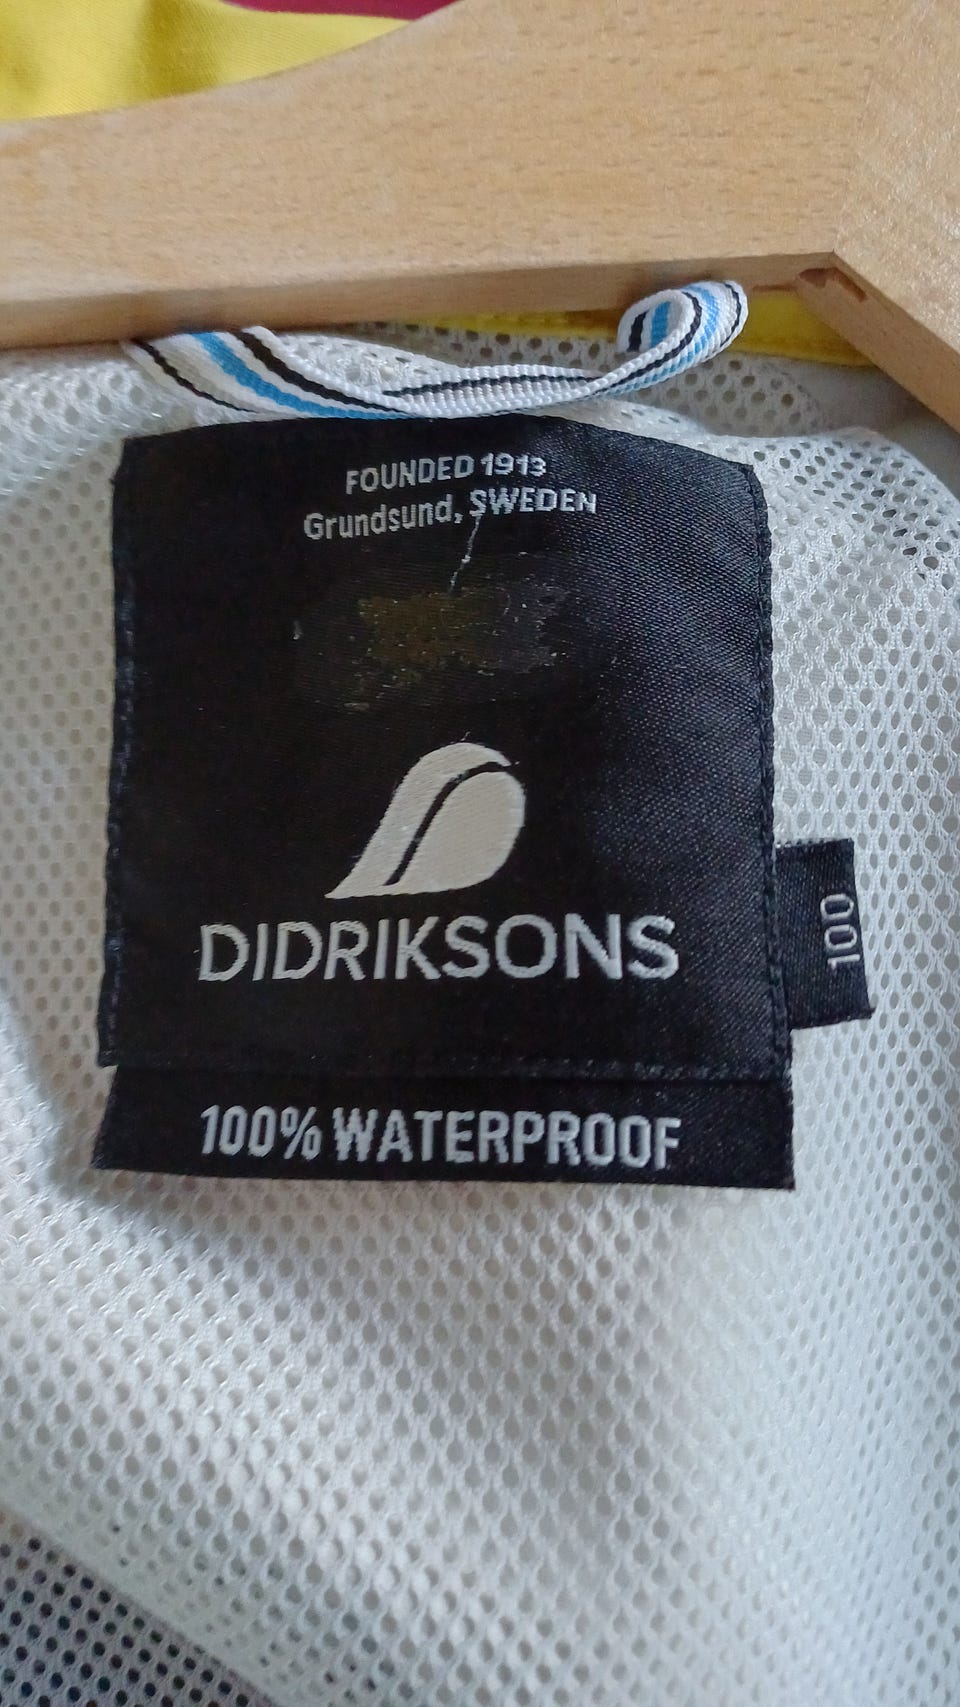 FOUNDED 1913
Grundsund, SWEDEN
DIDRIKSONS
100
100% WATERPROOF